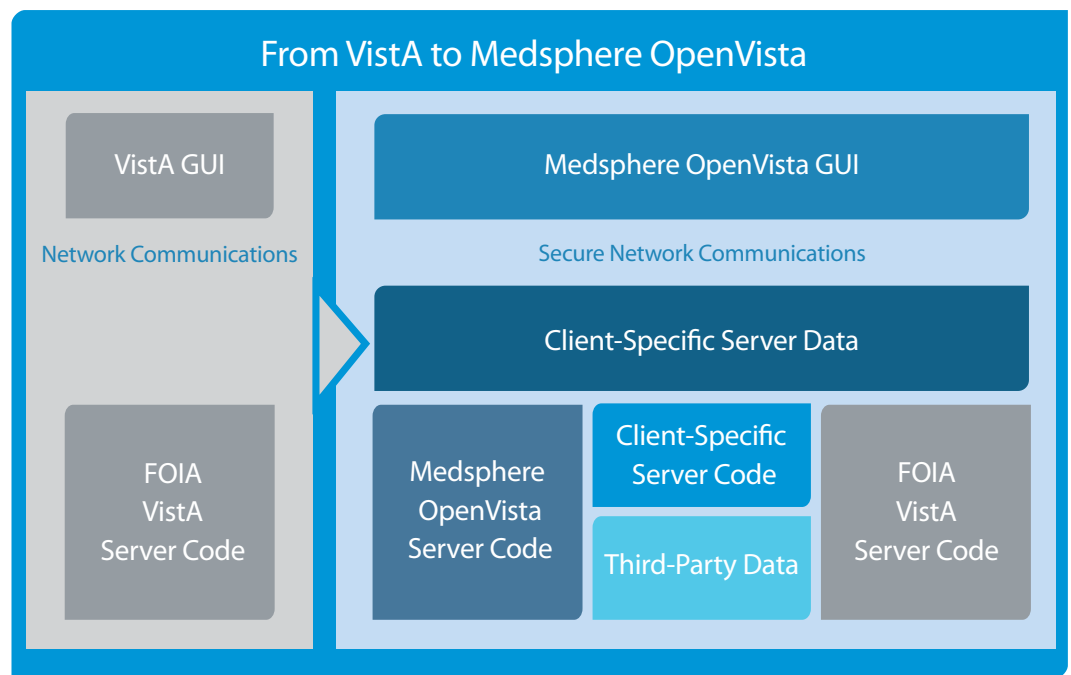 From VistA to Medsphere OpenVista
VistA GUI
Network Communications
FOIA
VistA
Server Code
Medsphere OpenVista GUI
Secure Network Communications
Client-Specific Server Data
Medsphere
OpenVista
Server Code
Client-Specific
Server Code
Third-Party Data
FOIA
VistA
Server Code